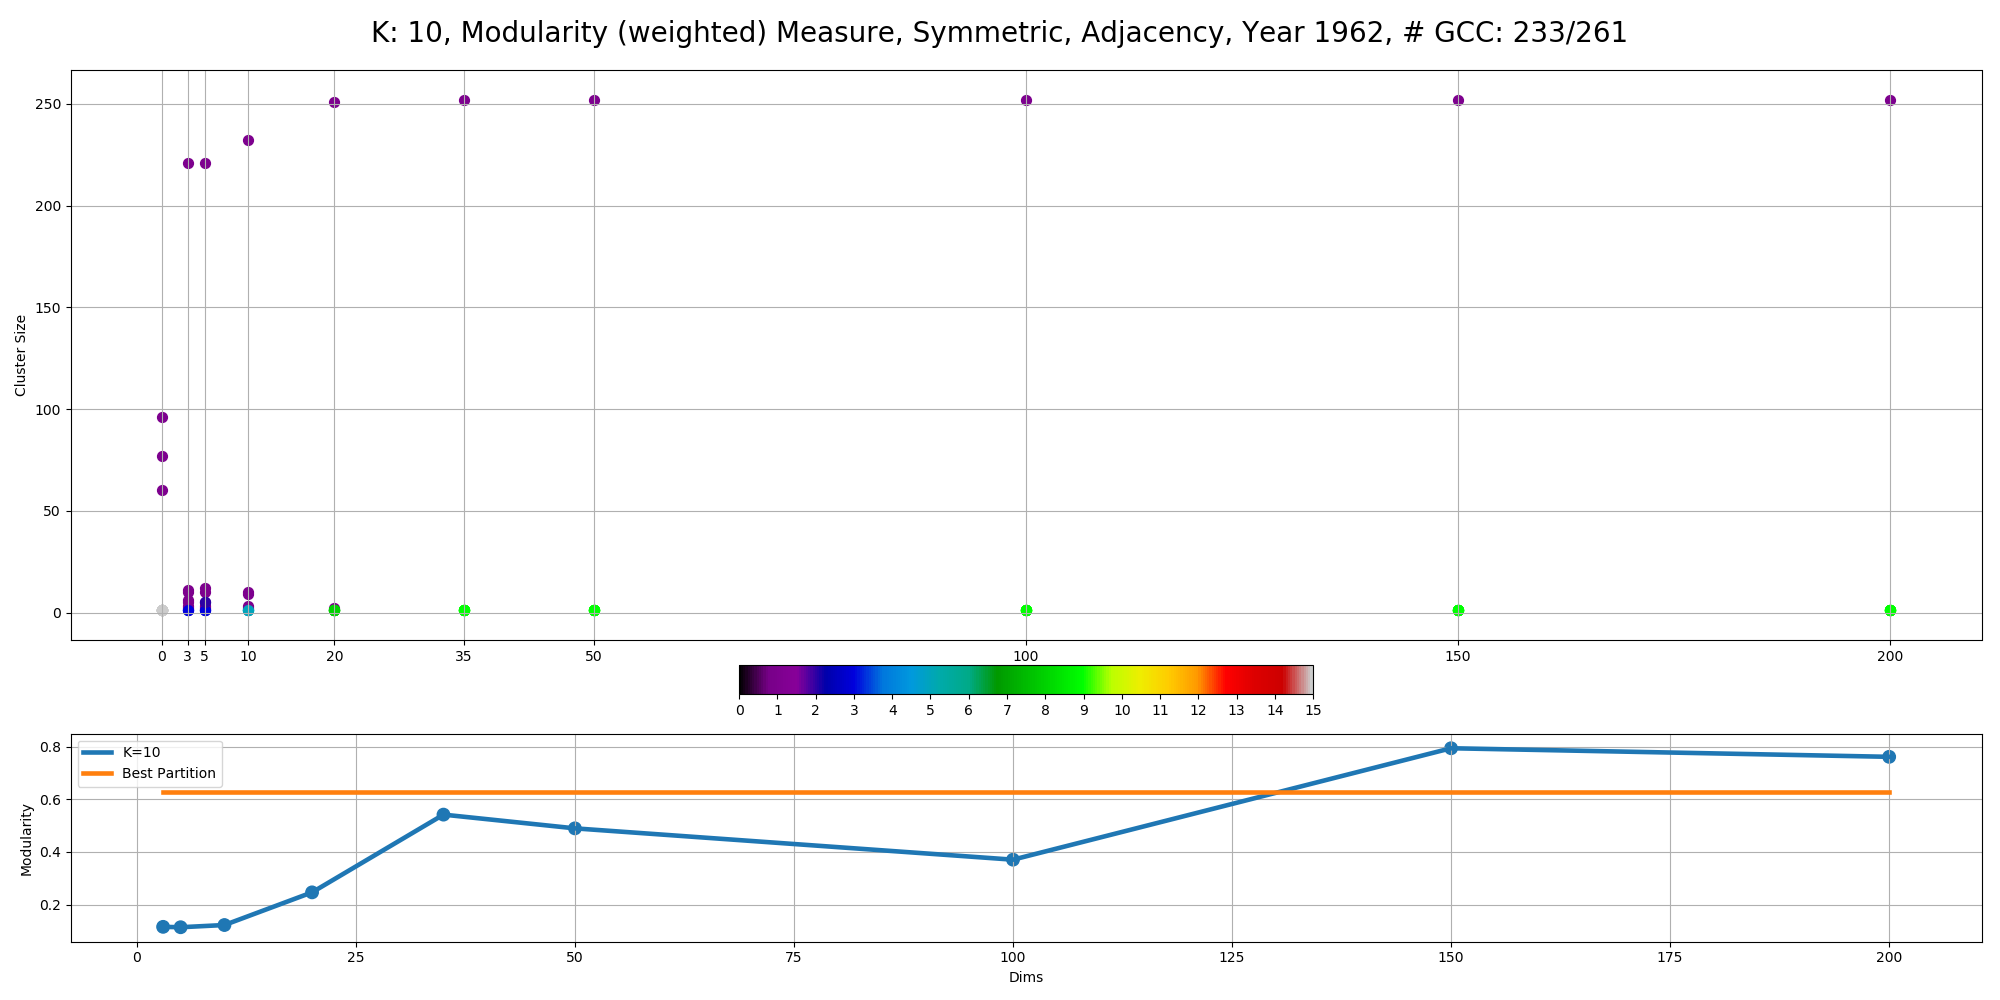 K: 10, Modularity (weighted) Measure, Symmetric, Adjacency, Year 1962, # GCC: 233/261
Cluster Size
250
200
150
100
50
0
0 3 5 10 20 35 50 100 150 200
0 1 2 3 4 5 6 7 8 9 10 11 12 13 14 15
Modularity
0.8
0.6
0.4
0.2
K=10
Best Partition
0 25 50 75 100 125 150 175 200
Dims